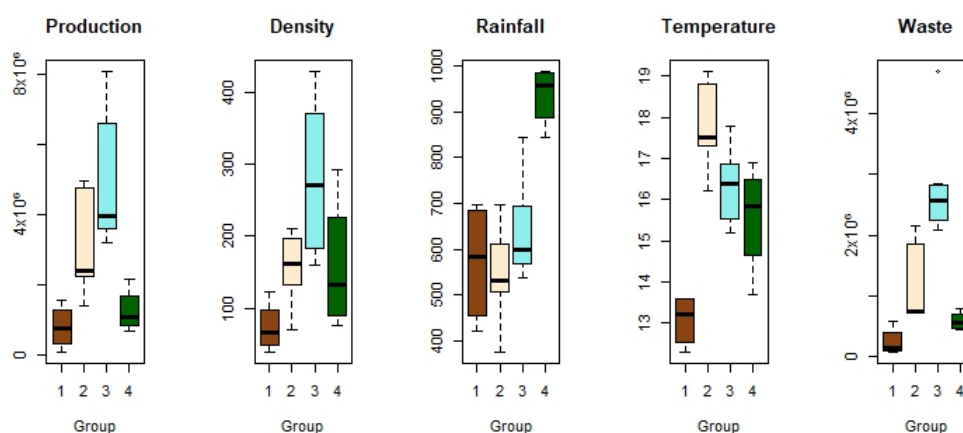 Production
Density
Rainfall
Temperature
Waste
8x10⁶
4x10⁶
0
400
300
200
100
1000
900
800
700
600
500
400
19
18
17
16
15
14
13
4x10⁶
2x10⁶
0
1 2 3 4
1 2 3 4
1 2 3 4
1 2 3 4
1 2 3 4
Group
Group
Group
Group
Group